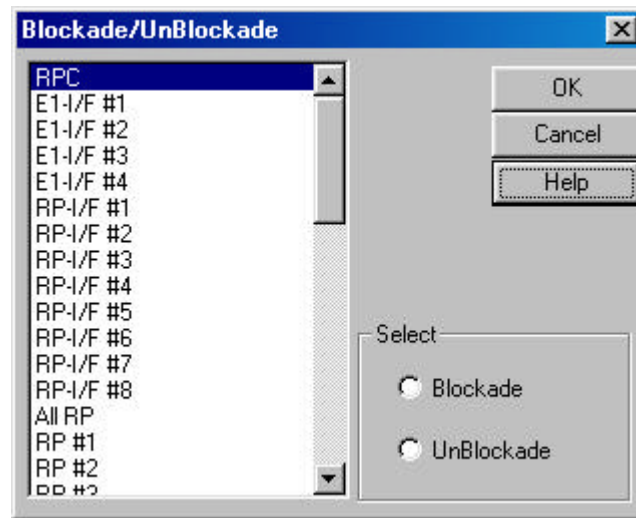 Blockade/UnBlockade
RPC
E1-I/F #1
E1-I/F #2
E1-I/F #3
E1-I/F #4
RP-I/F #1
RP-I/F #2
RP-I/F #3
RP-I/F #4
RP-I/F #5
RP-I/F #6
RP-I/F #7
RP-I/F #8
All RP
RP #1
RP #2
RP #3
OK
Cancel
Help
Select
Blockade
UnBlockade